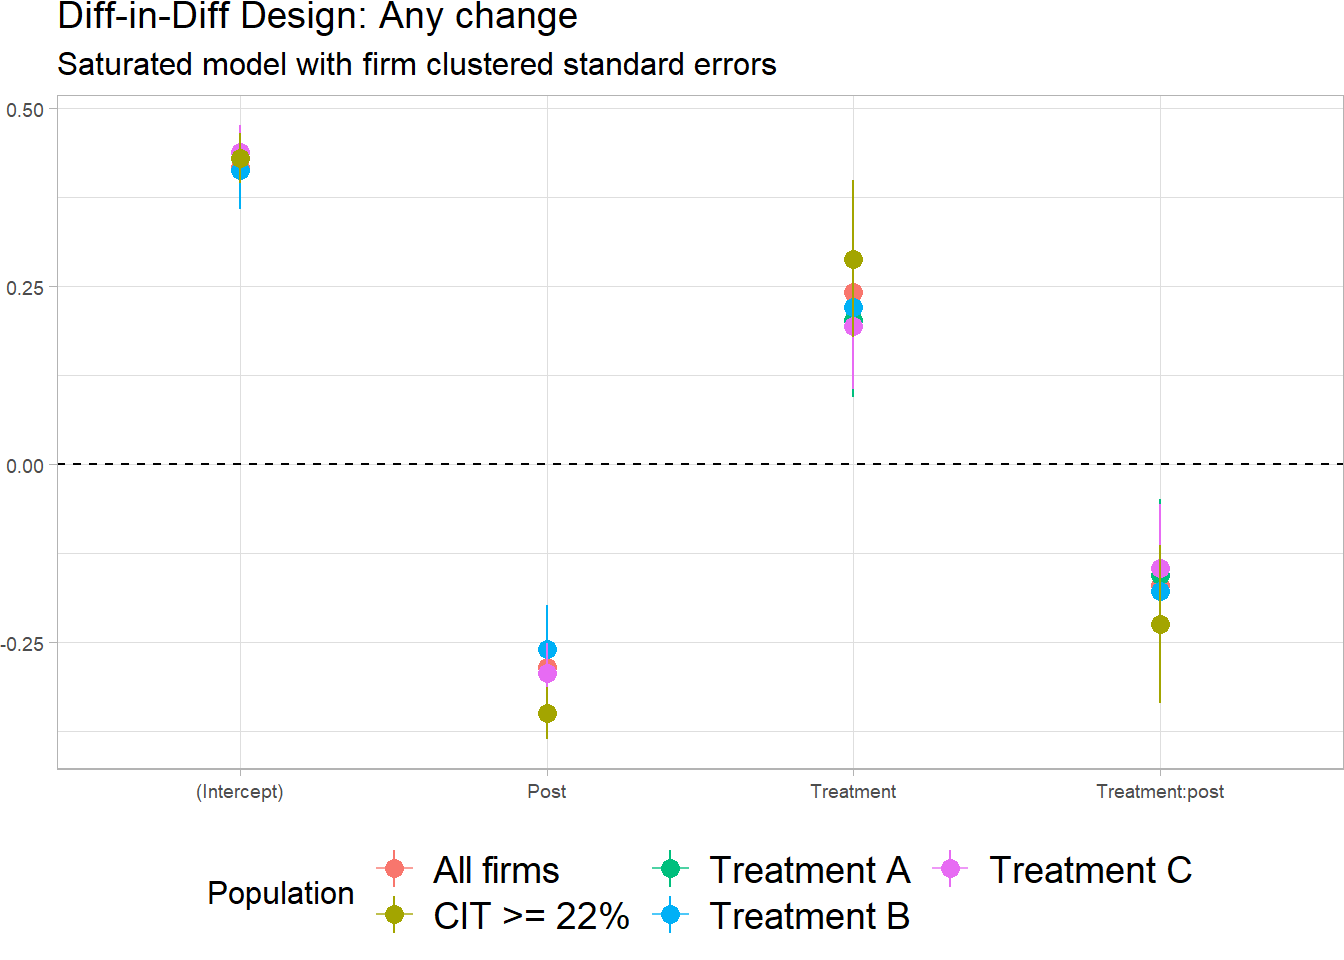 Diff-in-Diff Design: Any change
Saturated model with firm clustered standard errors
0.50
0.25
0.00
-0.25
(Intercept) Post Treatment Treatment:post
Population
All firms Treatment A Treatment C
CIT >= 22% Treatment B